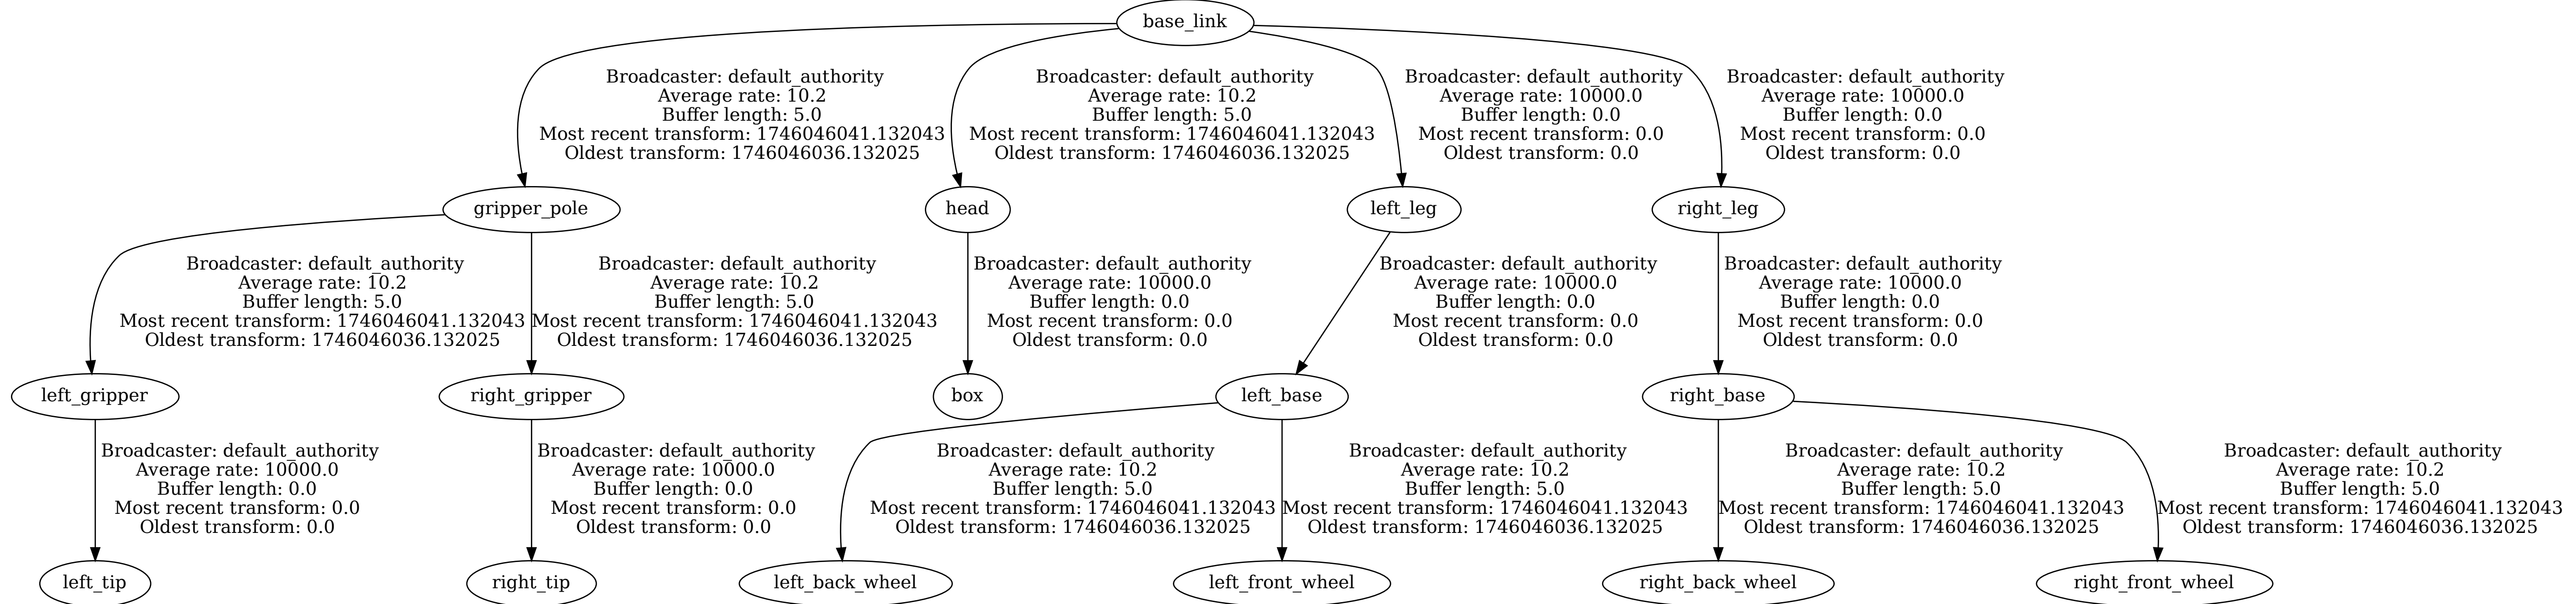 base_link
Broadcaster: default_authority
Average rate: 10.2
Buffer length: 5.0
Most recent transform: 1746046041.132043
Oldest transform: 1746046036.132025
Broadcaster: default_authority
Average rate: 10.2
Buffer length: 5.0
Most recent transform: 1746046041.132043
Oldest transform: 1746046036.132025
Broadcaster: default_authority
Average rate: 10000.0
Buffer length: 0.0
Most recent transform: 0.0
Oldest transform: 0.0
Broadcaster: default_authority
Average rate: 10000.0
Buffer length: 0.0
Most recent transform: 0.0
Oldest transform: 0.0
gripper_pole
head
left_leg
right_leg
Broadcaster: default_authority
Average rate: 10.2
Buffer length: 5.0
Most recent transform: 1746046041.132043
Oldest transform: 1746046036.132025
Broadcaster: default_authority
Average rate: 10.2
Buffer length: 5.0
Most recent transform: 1746046041.132043
Oldest transform: 1746046036.132025
Broadcaster: default_authority
Average rate: 10000.0
Buffer length: 0.0
Most recent transform: 0.0
Oldest transform: 0.0
Broadcaster: default_authority
Average rate: 10000.0
Buffer length: 0.0
Most recent transform: 0.0
Oldest transform: 0.0
Broadcaster: default_authority
Average rate: 10000.0
Buffer length: 0.0
Most recent transform: 0.0
Oldest transform: 0.0
left_gripper
right_gripper
box
left_base
right_base
Broadcaster: default_authority
Average rate: 10000.0
Buffer length: 0.0
Most recent transform: 0.0
Oldest transform: 0.0
Broadcaster: default_authority
Average rate: 10000.0
Buffer length: 0.0
Most recent transform: 0.0
Oldest transform: 0.0
Broadcaster: default_authority
Average rate: 10.2
Buffer length: 5.0
Most recent transform: 1746046041.132043
Oldest transform: 1746046036.132025
Broadcaster: default_authority
Average rate: 10.2
Buffer length: 5.0
Most recent transform: 1746046041.132043
Oldest transform: 1746046036.132025
Broadcaster: default_authority
Average rate: 10.2
Buffer length: 5.0
Most recent transform: 1746046041.132043
Oldest transform: 1746046036.132025
Broadcaster: default_authority
Average rate: 10.2
Buffer length: 5.0
Most recent transform: 1746046041.132043
Oldest transform: 1746046036.132025
left_tip
right_tip
left_back_wheel
left_front_wheel
right_back_wheel
right_front_wheel